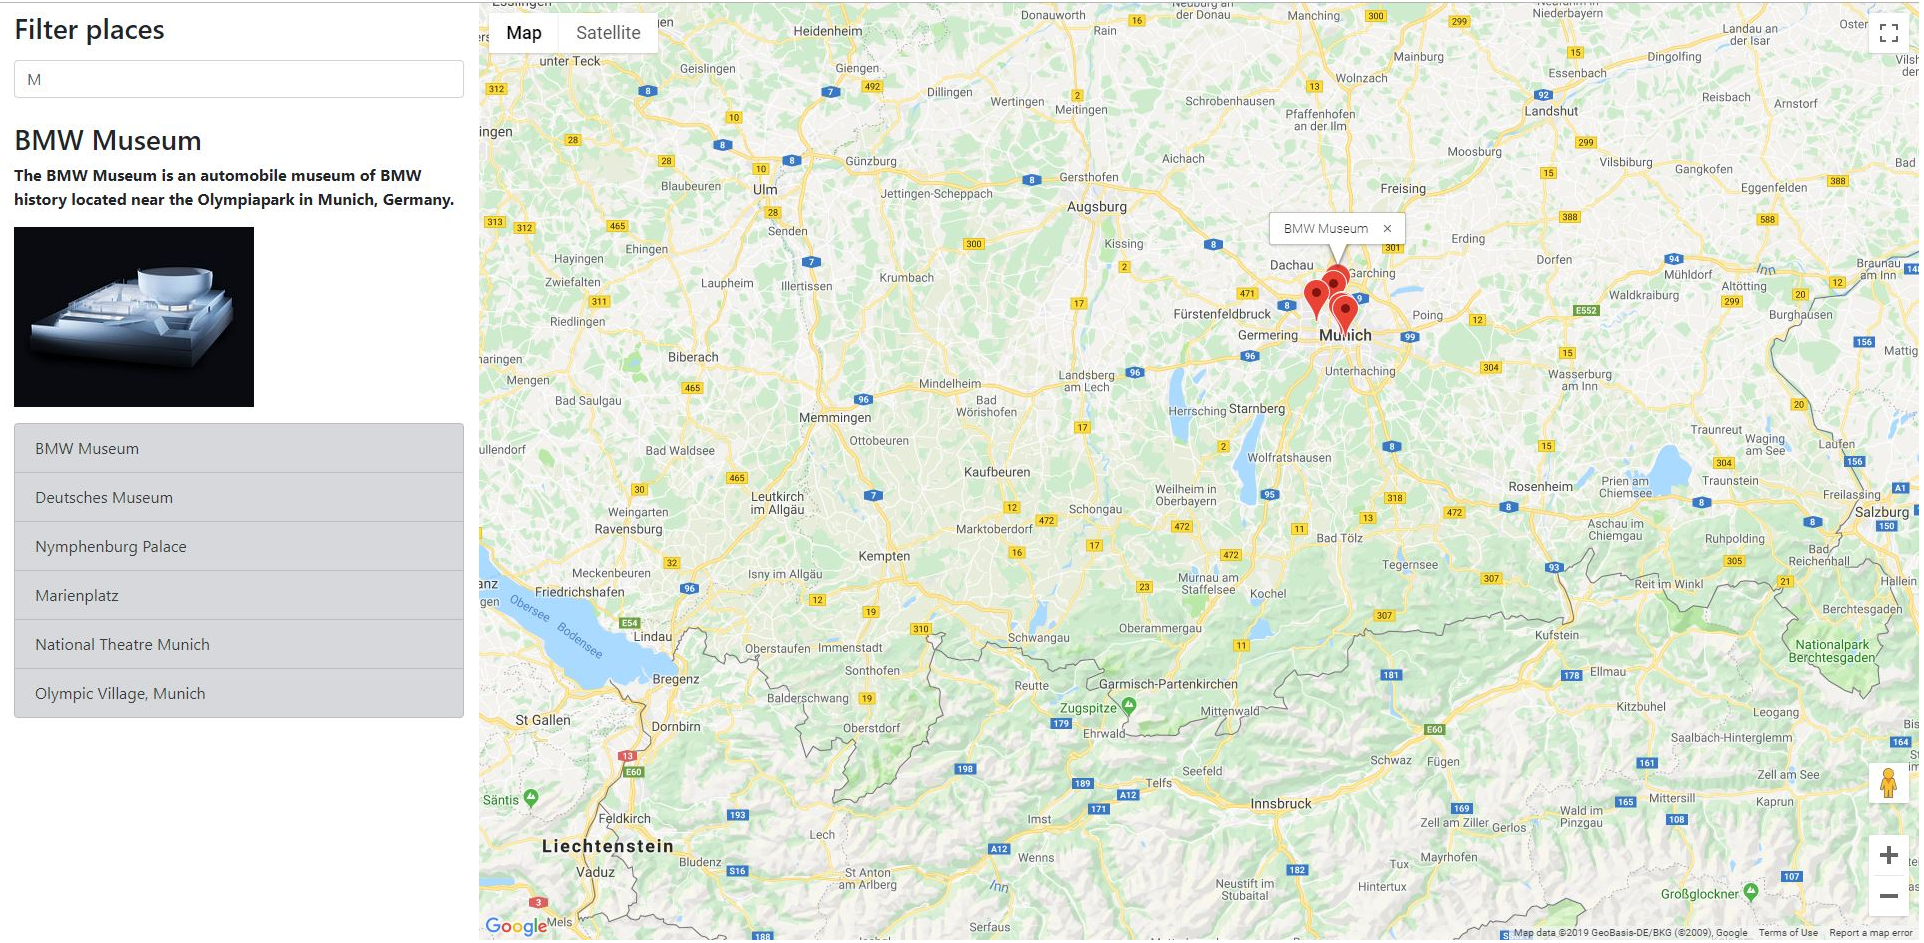 Filter places
M
BMW Museum
The BMW Museum is an automobile museum of BMW
history located near the Olympiapark in Munich, Germany.
BMW Museum
Deutsches Museum
Nymphenburg Palace
Marienplatz
National Theatre Munich
Olympic Village, Munich
Map Satellite
BMW Museum ×
Donauworth
Rain
der Donau
Manching
Niederbayern
Landau an
der Isar
Heidenheim
unter Teck
Geislingen
Giengen
Dillingen
Wertingen
Meitingen
Schrobenhausen
Pfaffenhofen
an der Ilm
Wolnzach
Mainburg
Essenbach
Dingolfing
Landshut
Reisbach
Arnstorf
Günzburg
Aichach
Moosburg
Vilsbiburg
Gangkofen
Eggenfelden
Blaubeuren
Ulm
Jettingen-Scheppach
Gersthofen
Augsburg
Freising
Senden
Ehingen
Hayingen
Zwiefalten
Laupheim
Illertissen
Krumbach
Kissing
Dachau
Garching
Erding
Dorfen
Mühldorf
Inn
Altötting
Braunau
am Inn
Waldkraiburg
Burghausen
Riedlingen
Fürstenfeldbruck
Germering
Munich
Poing
Unterhaching
Biberach
Mengen
Bad Saulgau
Mindelheim
Bad
Wörishofen
Landsberg
am Lech
Wasserburg
am Inn
Memmingen
Herrsching
Starnberg
Ottobeuren
Bad Waldsee
Wolfratshausen
Traunreut
Waging
am See
Laufen
Kaufbeuren
Leutkirch
im Allgäu
Weilheim in
Oberbayern
Rosenheim
Prien am
Chiemsee
Traunstein
Freilassing
Salzburg
Weingarten
Ravensburg
Marktoberdorf
Schongau
Bad Tölz
Aschau im
Chiemgau
Ruhpolding
Bad
Reichenhall
Kempten
Meckenbeuren
Friedrichshafen
Isny im Allgäu
Murnau am
Staffelsee
Kochel
Tegernsee
Reit im Winkl
Hallein
Berchtesgaden
Obersee
Bodensee
Lindau
Oberstaufen
Immenstadt
Schwangau
Oberammergau
Kufstein
Nationalpark
Berchtesgaden
Sonthofen
Bregenz
Balderschwang
Reutte
Garmisch-Partenkirchen
Ellmau
Zugspitze
Mittenwald
Kitzbuhel
Leogang
St Gallen
Dornbirn
Oberstdorf
Ehrwald
Saalbach-Hinterglemm
Schwaz
Fügen
Zell am See
Seefeld
Telfs
Säntis
Innsbruck
Mittersill
Kaprun
Feldkirch
Imst
Zell am Ziller
Gerlos
Wald im
Pinzgau
Lech
Liechtenstein
Vaduz
Bludenz
St Anton
am Arlberg
Wenns
Inn
Tux
Mayrhofen
Hintertux
Neustift im
Stubaital
Großglockner
Mels
Serfaus
Google
Map data ©2019 GeoBasis-DE/BKG (©2009), Google Terms of Use Report a map error